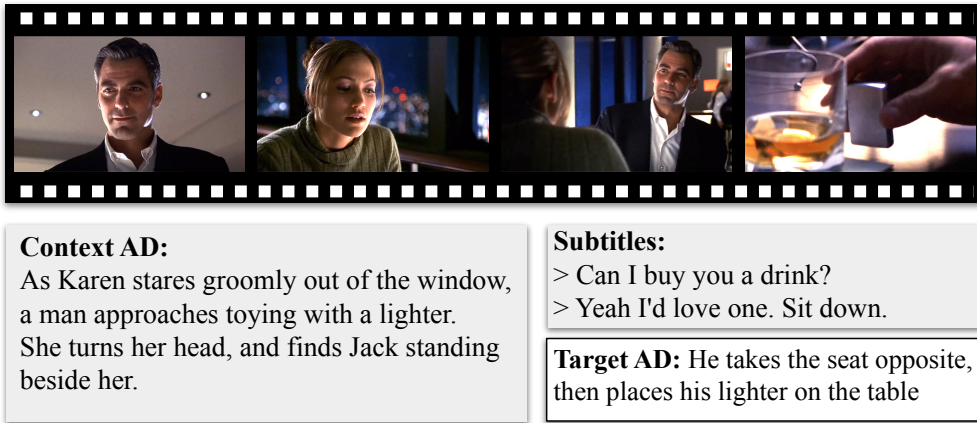 Context AD:
As Karen stares groomly out of the window,
a man approaches toying with a lighter.
She turns her head, and finds Jack standing
beside her.
Subtitles:
> Can I buy you a drink?
> Yeah I'd love one. Sit down.
Target AD: He takes the seat opposite,
then places his lighter on the table